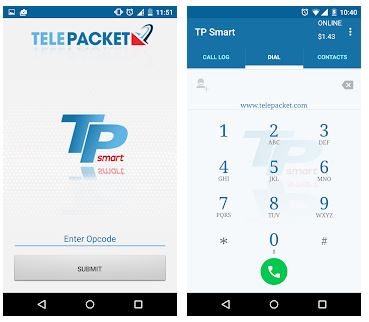 11:51
TELEPACKET
TP
smart
Enter Opcode
SUBMIT
10:40
TP Smart
ONLINE
$1.43
CALL LOG
DIAL
CONTACTS
www.telepacket.com
1
2
ABC
3
DEF
4
GHI
5
JKL
6
MNO
7
PQRS
8
TUV
9
WXYZ
*
0
#